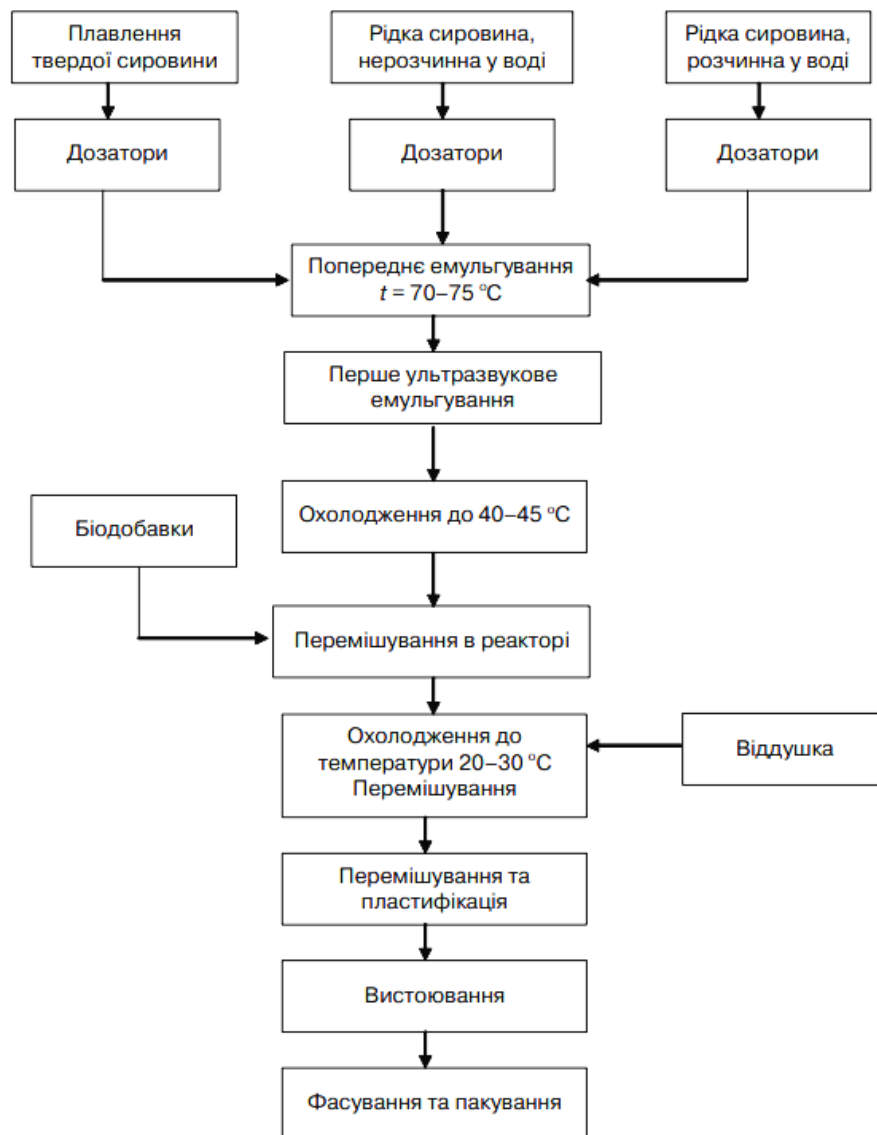 Плавлення
твердої сировини
Рідка сировина,
нерозчинна у воді
Рідка сировина,
розчинна у воді
Дозатори
Дозатори
Дозатори
Попереднє емульгування
t = 70–75 °C
Перше ультразвукове
емульгування
Охолодження до 40–45 °C
Біодобавки
Перемішування в реакторі
Охолодження до
температури 20–30 °C
Перемішування
Віддушка
Перемішування та
пластифікація
Вистоювання
Фасування та пакування